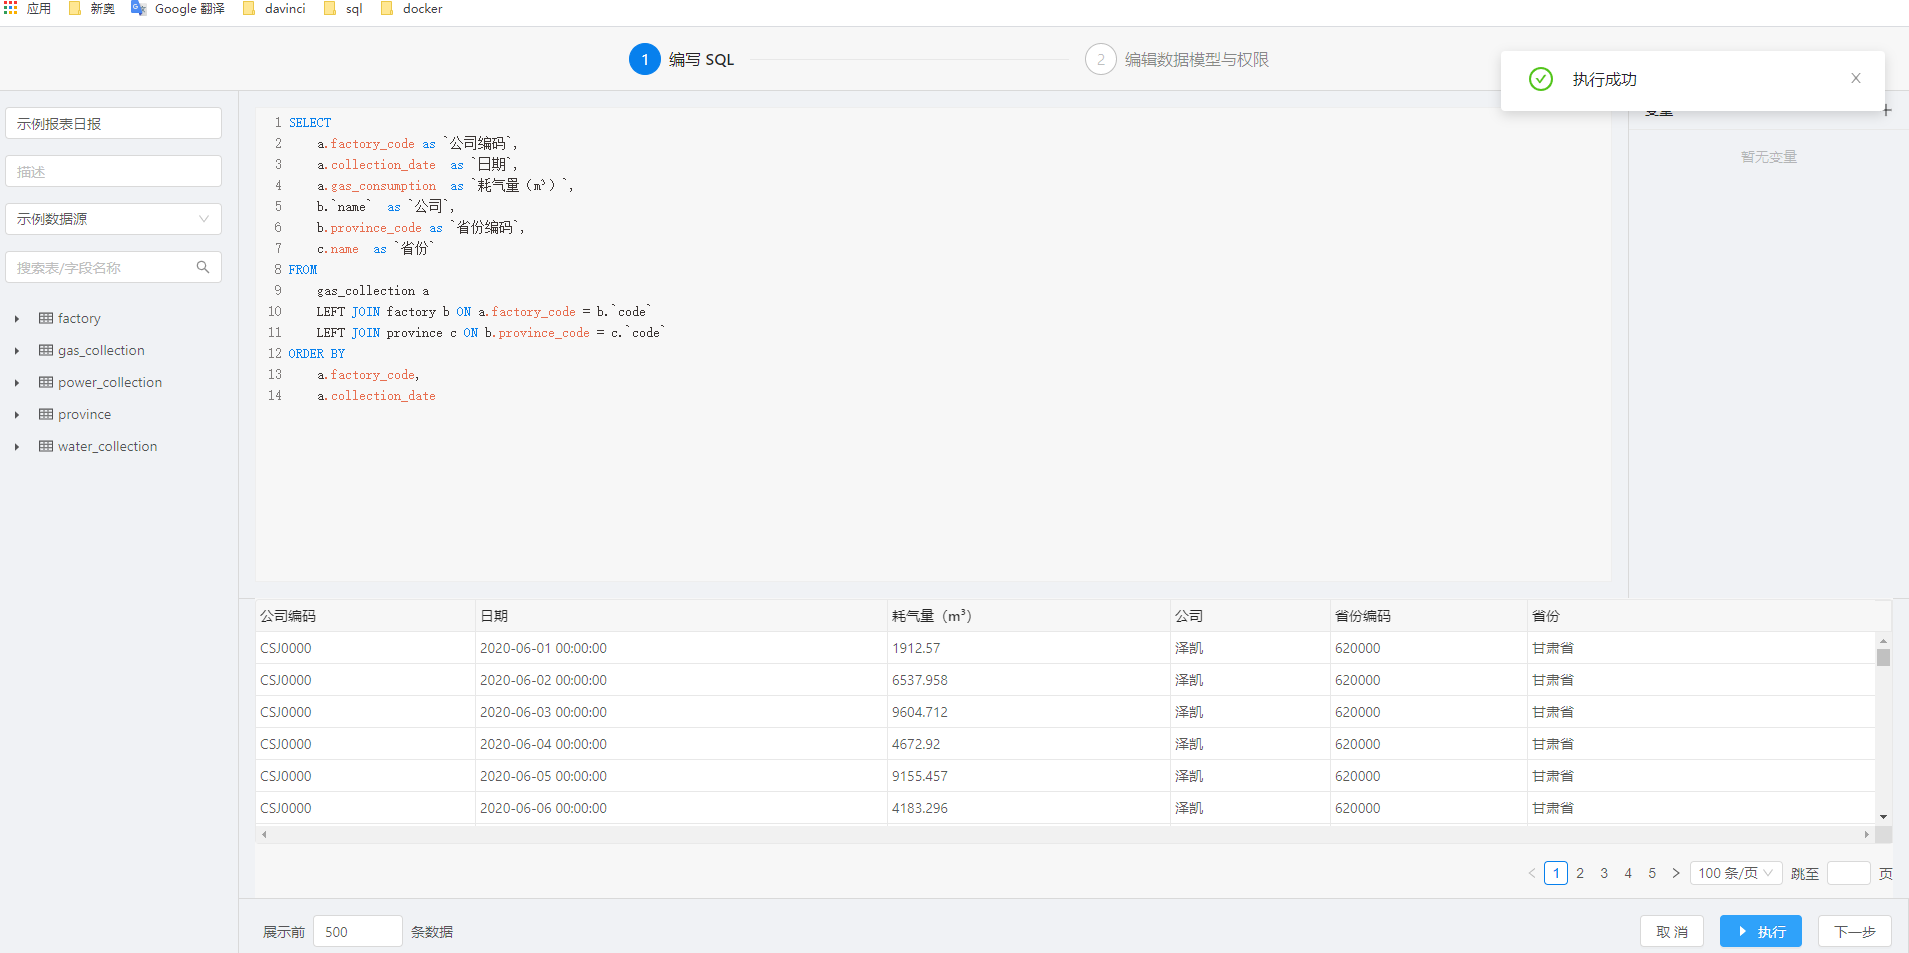 应用 新奥 Google 翻译 davinci sql docker
1 编写 SQL
2 编辑数据模型与权限
执行成功
示例报表日报
描述
示例数据源
搜索表/字段名称
factory
gas_collection
power_collection
province
water_collection
1 SELECT
2 a.factory_code as `公司编码`,
3 a.collection_date as `日期`,
4 a.gas_consumption as `耗气量（m³）`,
5 b.`name` as `公司`,
6 b.province_code as `省份编码`,
7 c.name as `省份`
8 FROM
9 gas_collection a
10 LEFT JOIN factory b ON a.factory_code = b.`code`
11 LEFT JOIN province c ON b.province_code = c.`code`
12 ORDER BY
13 a.factory_code,
14 a.collection_date
变量
暂无变量
公司编码 日期 耗气量（m³） 公司 省份编码 省份
CSJ0000 2020-06-01 00:00:00 1912.57 泽凯 620000 甘肃省
CSJ0000 2020-06-02 00:00:00 6537.958 泽凯 620000 甘肃省
CSJ0000 2020-06-03 00:00:00 9604.712 泽凯 620000 甘肃省
CSJ0000 2020-06-04 00:00:00 4672.92 泽凯 620000 甘肃省
CSJ0000 2020-06-05 00:00:00 9155.457 泽凯 620000 甘肃省
CSJ0000 2020-06-06 00:00:00 4183.296 泽凯 620000 甘肃省
1 2 3 4 5 100 条/页 跳至 页
展示前 500 条数据
取 消 执行 下一步